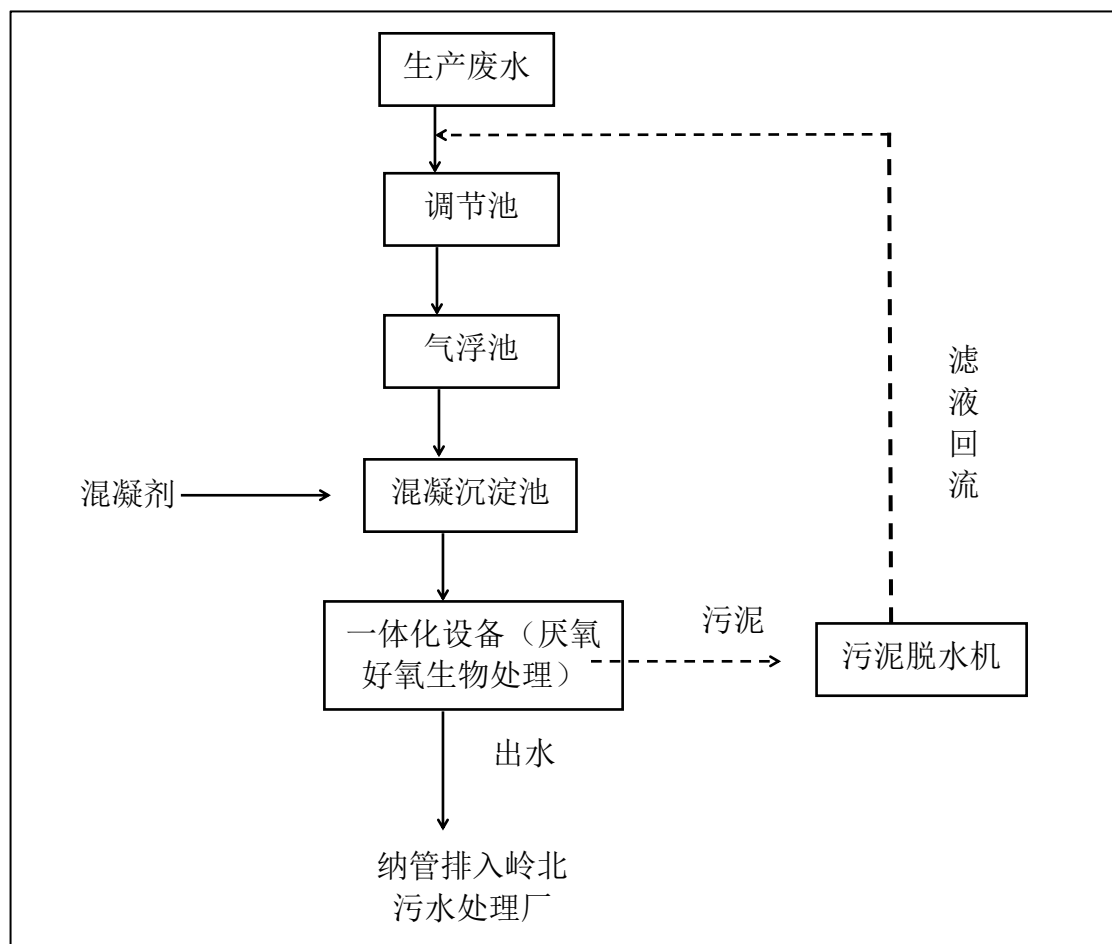 生产废水
调节池
气浮池
滤
液
回
流
混凝剂
混凝沉淀池
一体化设备（厌氧
好氧生物处理）
污泥
污泥脱水机
出水
纳管排入岭北
污水处理厂